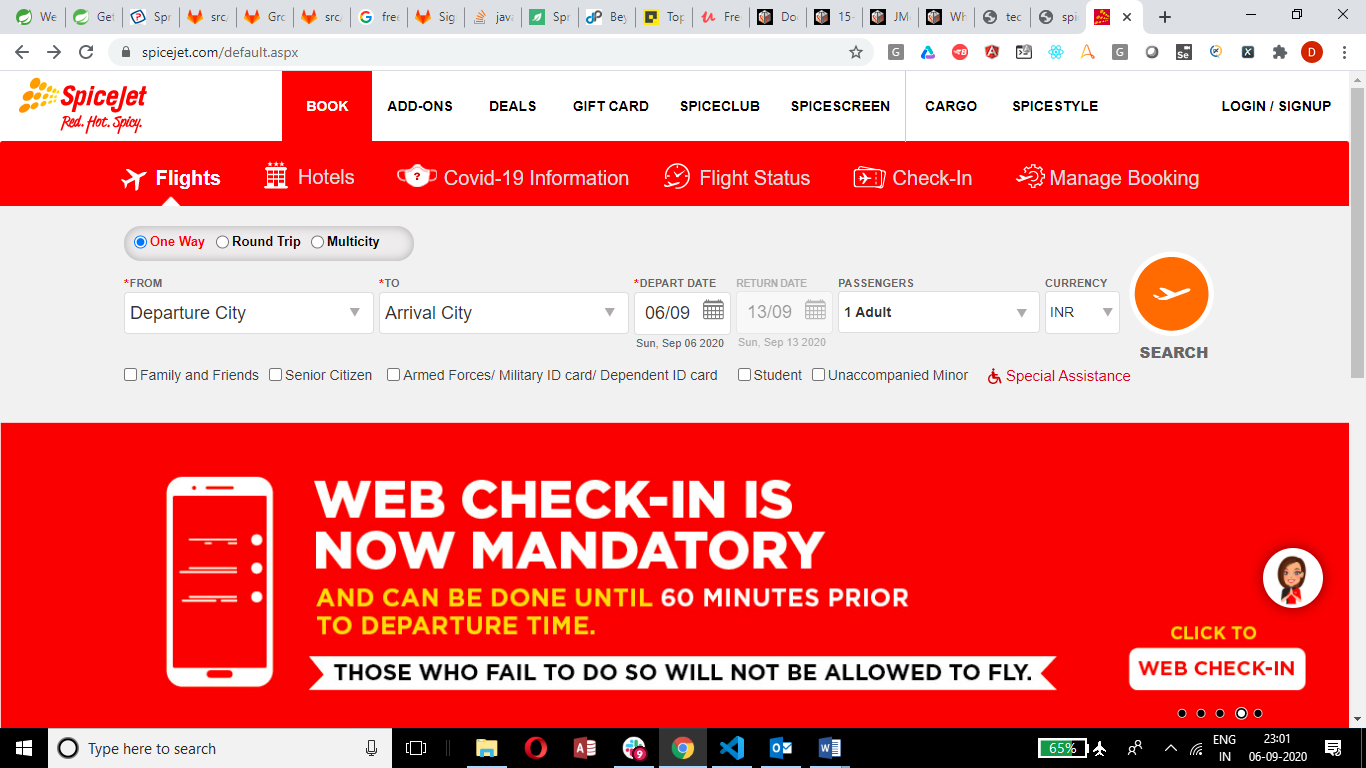 We
Get
Spr
src/
Gro
src/
free
Sig
java
Spr
Bey
Top
Fre
Do
15
JM
Wh
tec
spi
spicejet.com/default.aspx
D
SpiceJet
Red. Hot. Spicy.
BOOK ADD-ONS DEALS GIFT CARD SPICECLUB SPICESCREEN CARGO SPICESTYLE LOGIN / SIGNUP
Flights Hotels Covid-19 Information Flight Status Check-In Manage Booking
One Way Round Trip Multicity
*FROM *TO *DEPART DATE RETURN DATE PASSENGERS CURRENCY
Departure City Arrival City 06/09 13/09 1 Adult INR
Sun, Sep 06 2020 Sun, Sep 13 2020
SEARCH
Family and Friends Senior Citizen Armed Forces/ Military ID card/ Dependent ID card Student Unaccompanied Minor Special Assistance
WEB CHECK-IN IS
NOW MANDATORY
AND CAN BE DONE UNTIL 60 MINUTES PRIOR
TO DEPARTURE TIME.
THOSE WHO FAIL TO DO SO WILL NOT BE ALLOWED TO FLY.
CLICK TO
WEB CHECK-IN
Type here to search
9
65%
ENG
IN
23:01
06-09-2020